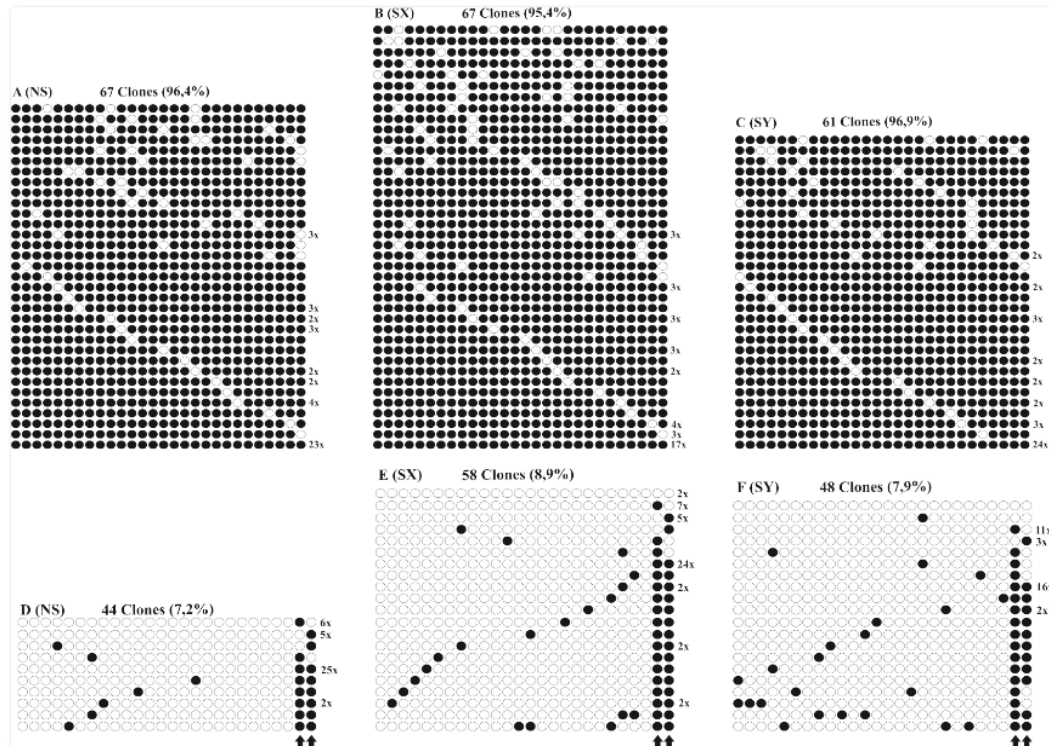 B (SX) 67 Clones (95,4%)
A (NS) 67 Clones (96,4%)
C (SY) 61 Clones (96,9%)
3x
3x
2x
3x
2x
2x
4x
23x
3x
3x
3x
3x
2x
4x
3x
17x
2x
2x
3x
2x
2x
2x
3x
24x
E (SX) 58 Clones (8,9%)
F (SY) 48 Clones (7,9%)
D (NS) 44 Clones (7,2%)
6x
5x
25x
2x
2x
7x
5x
24x
2x
2x
2x
11x
3x
16x
2x